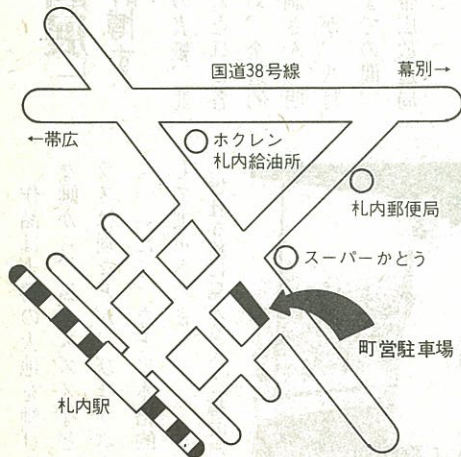 国道38号線
幕別→
←帯広
ホクレン
札内給油所
札内郵便局
スーパーかとう
町営駐車場
札内駅